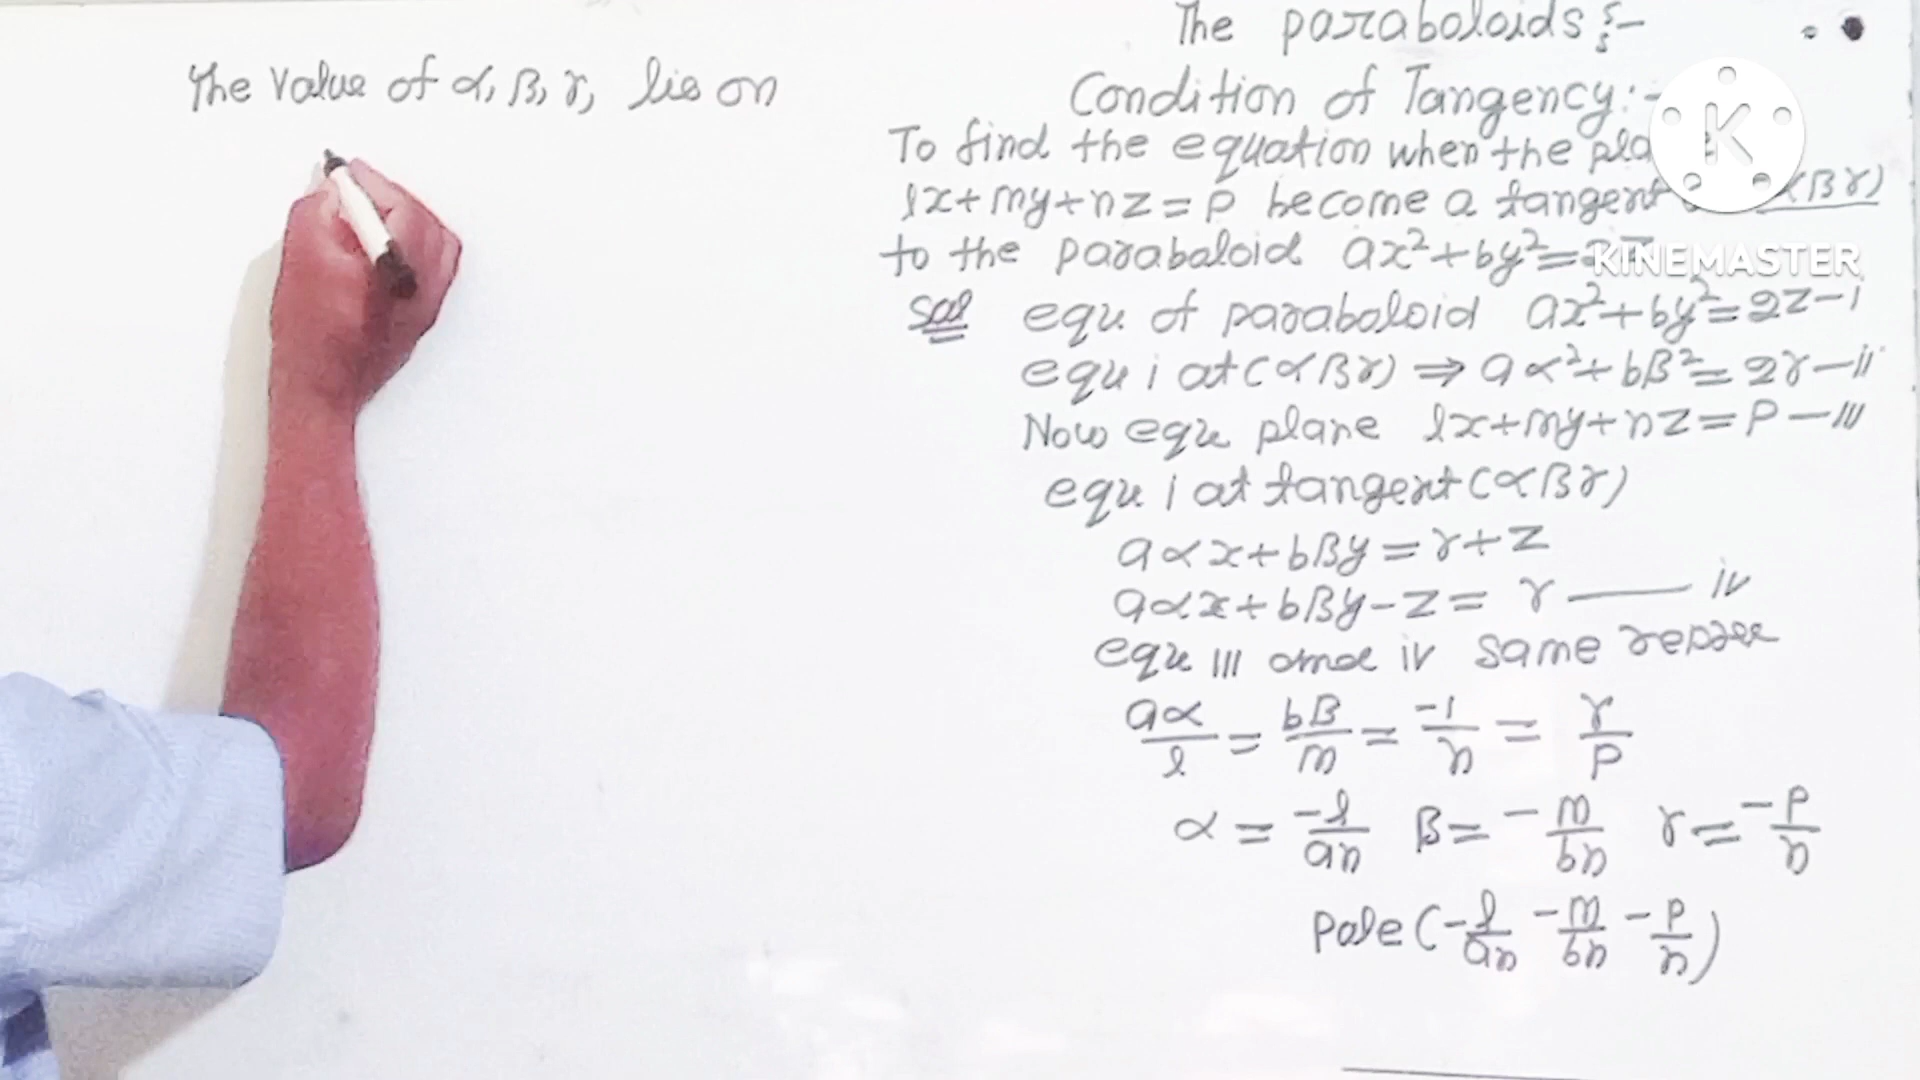 The value of α, β, γ, lie on
The paraboloids :-
Condition of Tangency :-
To find the equation when the
lx + my + nz = p become a tangent (αβγ)
to the parabaloid ax² + by² = 2z
Sol equ of paraboloid ax² + by² = 2z - i
equ i at (αβγ) ⇒ aα² + bβ² = 2γ - ii
Now equ plane lx + my + nz = p - iii
equ i at tangent (αβγ)
aαx + bβy = γ + z
aαx + bβy - z = γ — iv
equ iii and iv same
aα/l = bβ/m = -1/n = γ/p
α = -l/an β = -m/bn γ = -p/n
Pole (-l/an -m/bn -p/n)
K
KINEMASTER